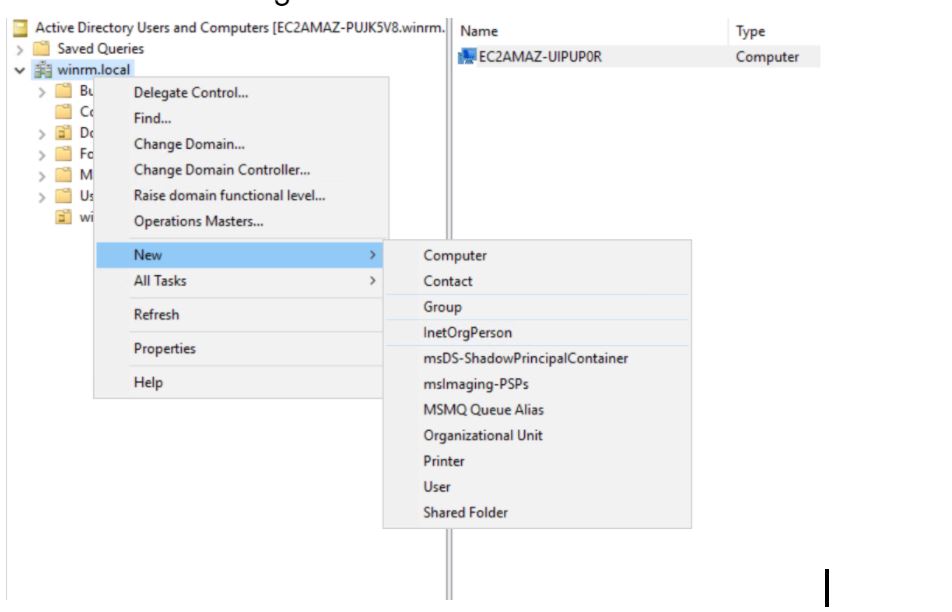 Active Directory Users and Computers [EC2AMAZ-PUJK5V8.winrm.
Saved Queries
winrm.local
Bu
Co
Do
Fo
M
Us
wi
Delegate Control...
Find...
Change Domain...
Change Domain Controller...
Raise domain functional level...
Operations Masters...
New
All Tasks
Refresh
Properties
Help
Computer
Contact
Group
InetOrgPerson
msDS-ShadowPrincipalContainer
msImaging-PSPs
MSMQ Queue Alias
Organizational Unit
Printer
User
Shared Folder
Name Type
EC2AMAZ-UIPUP0R Computer